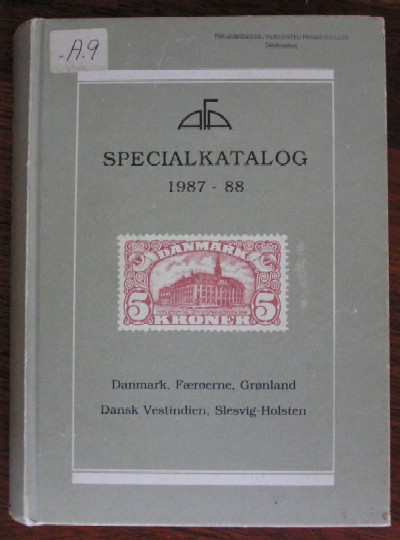 -A.9
AFA
SPECIALKATALOG
1987 - 88
DANMARK
5 5
KRONER
Danmark, Færøerne, Grønland
Dansk Vestindien, Slesvig-Holsten